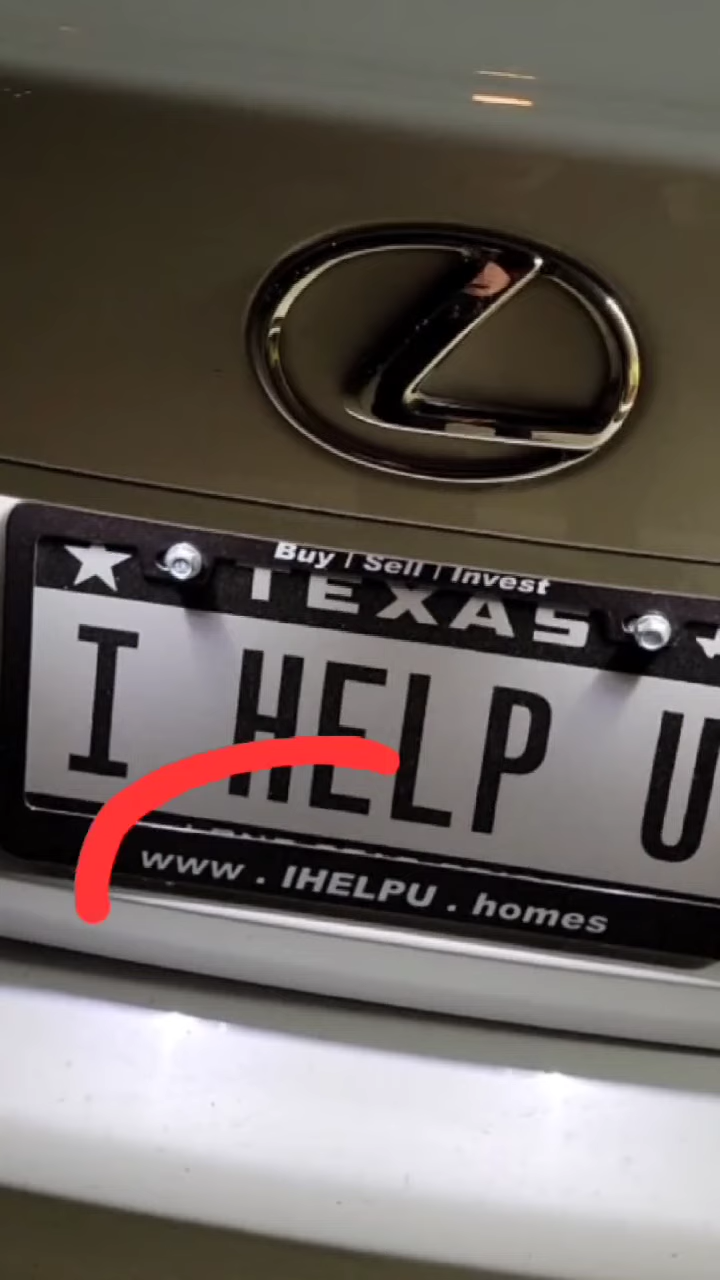 Buy | Sell | Invest
TEXAS
I HELP U
www . IHELPU . homes